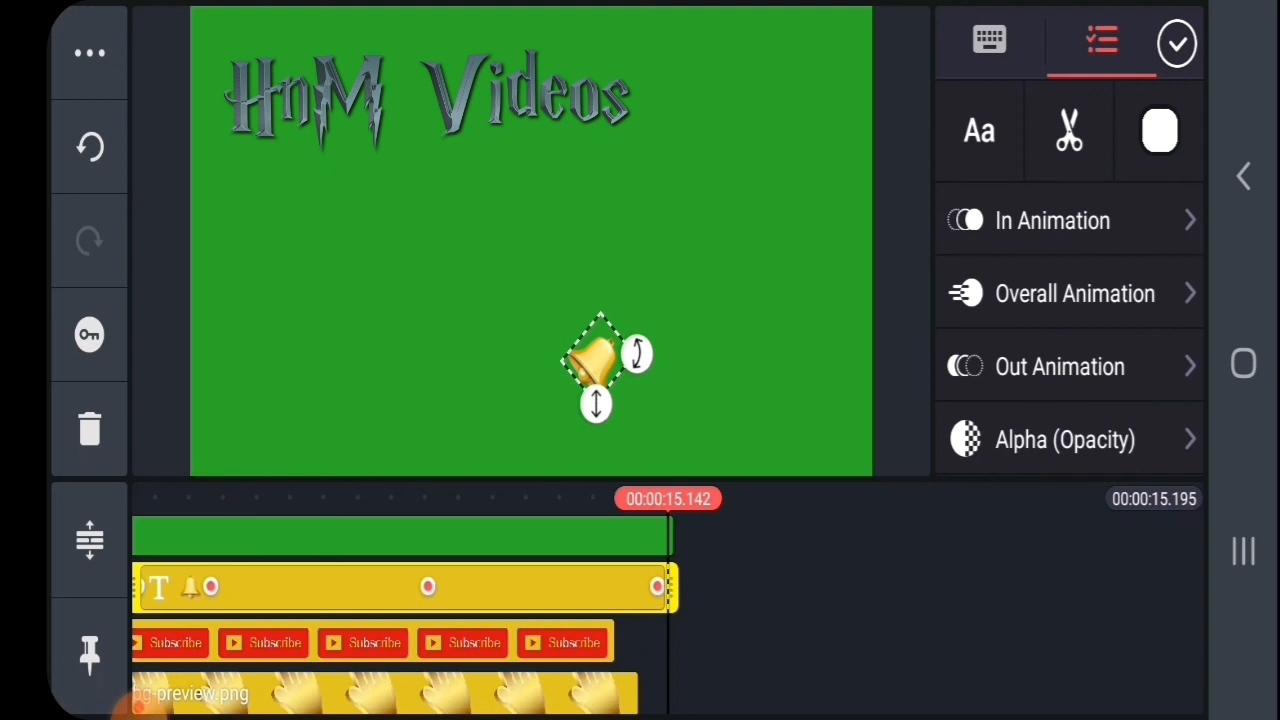 HnM Videos
Aa
In Animation
Overall Animation
Out Animation
Alpha (Opacity)
00:00:15.142
00:00:15.195
T
Subscribe Subscribe Subscribe Subscribe Subscribe
bg-preview.png